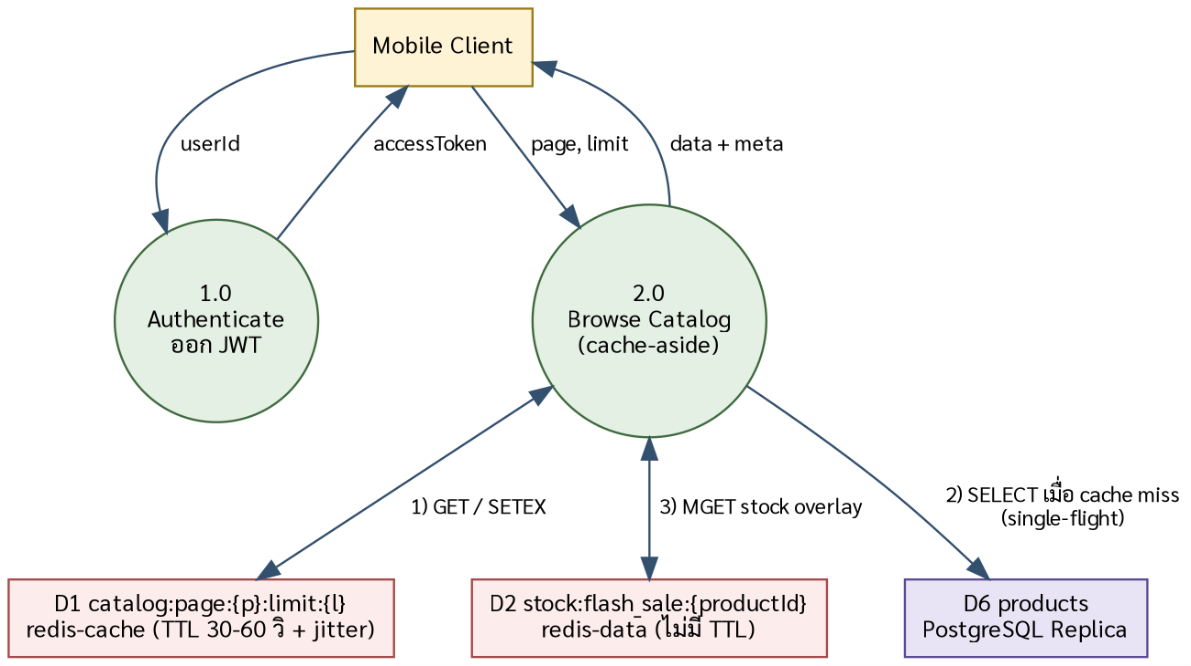 Mobile Client
userId
accessToken
page, limit
data + meta
1.0
Authenticate
ออก JWT
2.0
Browse Catalog
(cache-aside)
1) GET / SETEX
3) MGET stock overlay
2) SELECT เมื่อ cache miss
(single-flight)
D1 catalog:page:{p}:limit:{l}
redis-cache (TTL 30-60 วิ + jitter)
D2 stock:flash_sale:{productId}
redis-data (ไม่มี TTL)
D6 products
PostgreSQL Replica